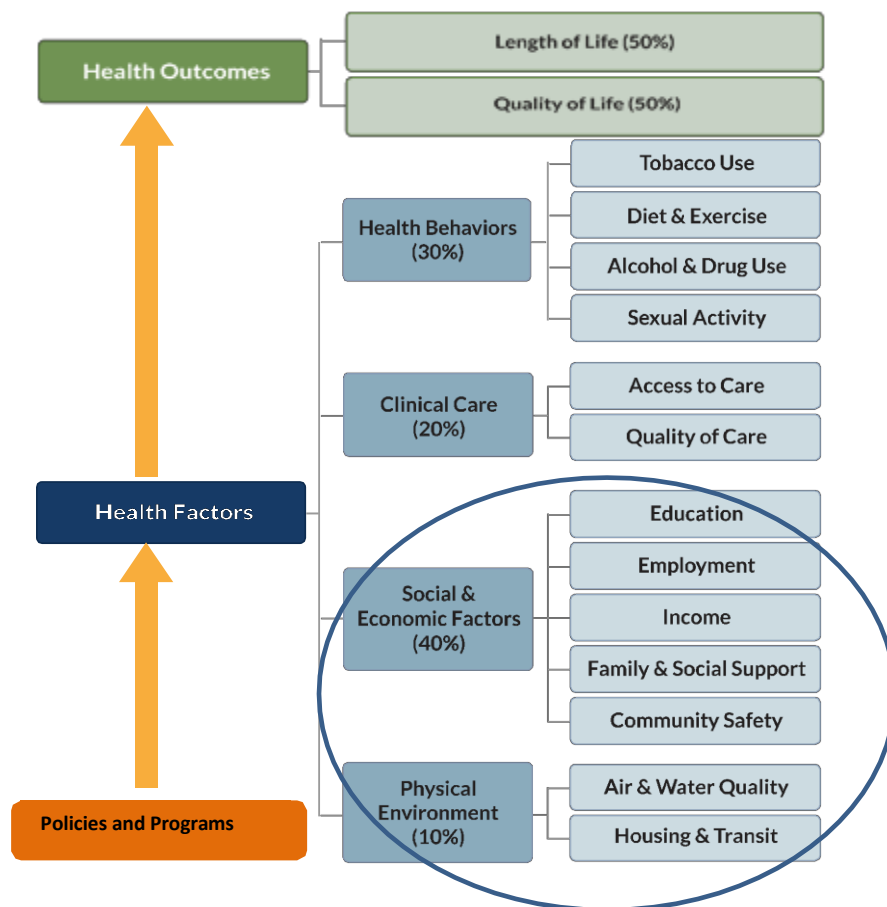 Length of Life (50%)
Health Outcomes
Quality of Life (50%)
Tobacco Use
Health Behaviors
(30%)
Diet & Exercise
Alcohol & Drug Use
Sexual Activity
Clinical Care
(20%)
Access to Care
Quality of Care
Health Factors
Social &
Economic Factors
(40%)
Education
Employment
Income
Family & Social Support
Community Safety
Policies and Programs
Physical
Environment
(10%)
Air & Water Quality
Housing & Transit